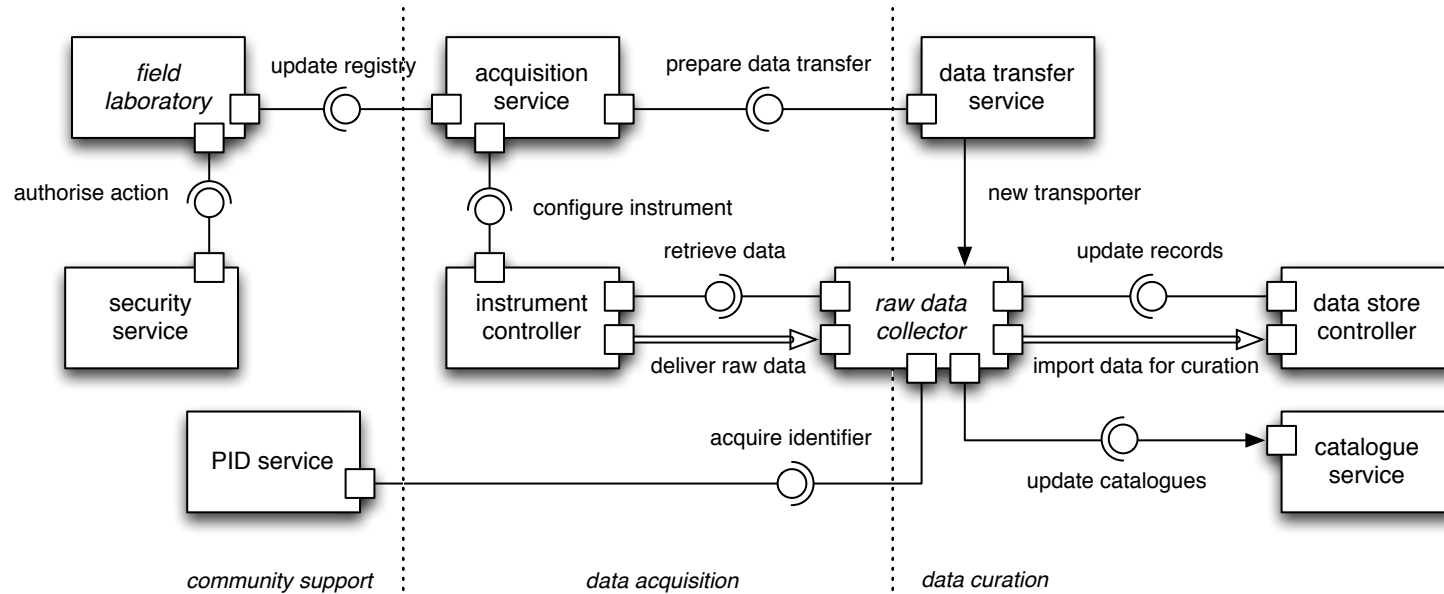 field
laboratory
update registry
acquisition
service
prepare data transfer
data transfer
service
authorise action
configure instrument
new transporter
security
service
instrument
controller
retrieve data
deliver raw data
raw data
collector
update records
import data for curation
data store
controller
PID service
acquire identifier
update catalogues
catalogue
service
community support
data acquisition
data curation